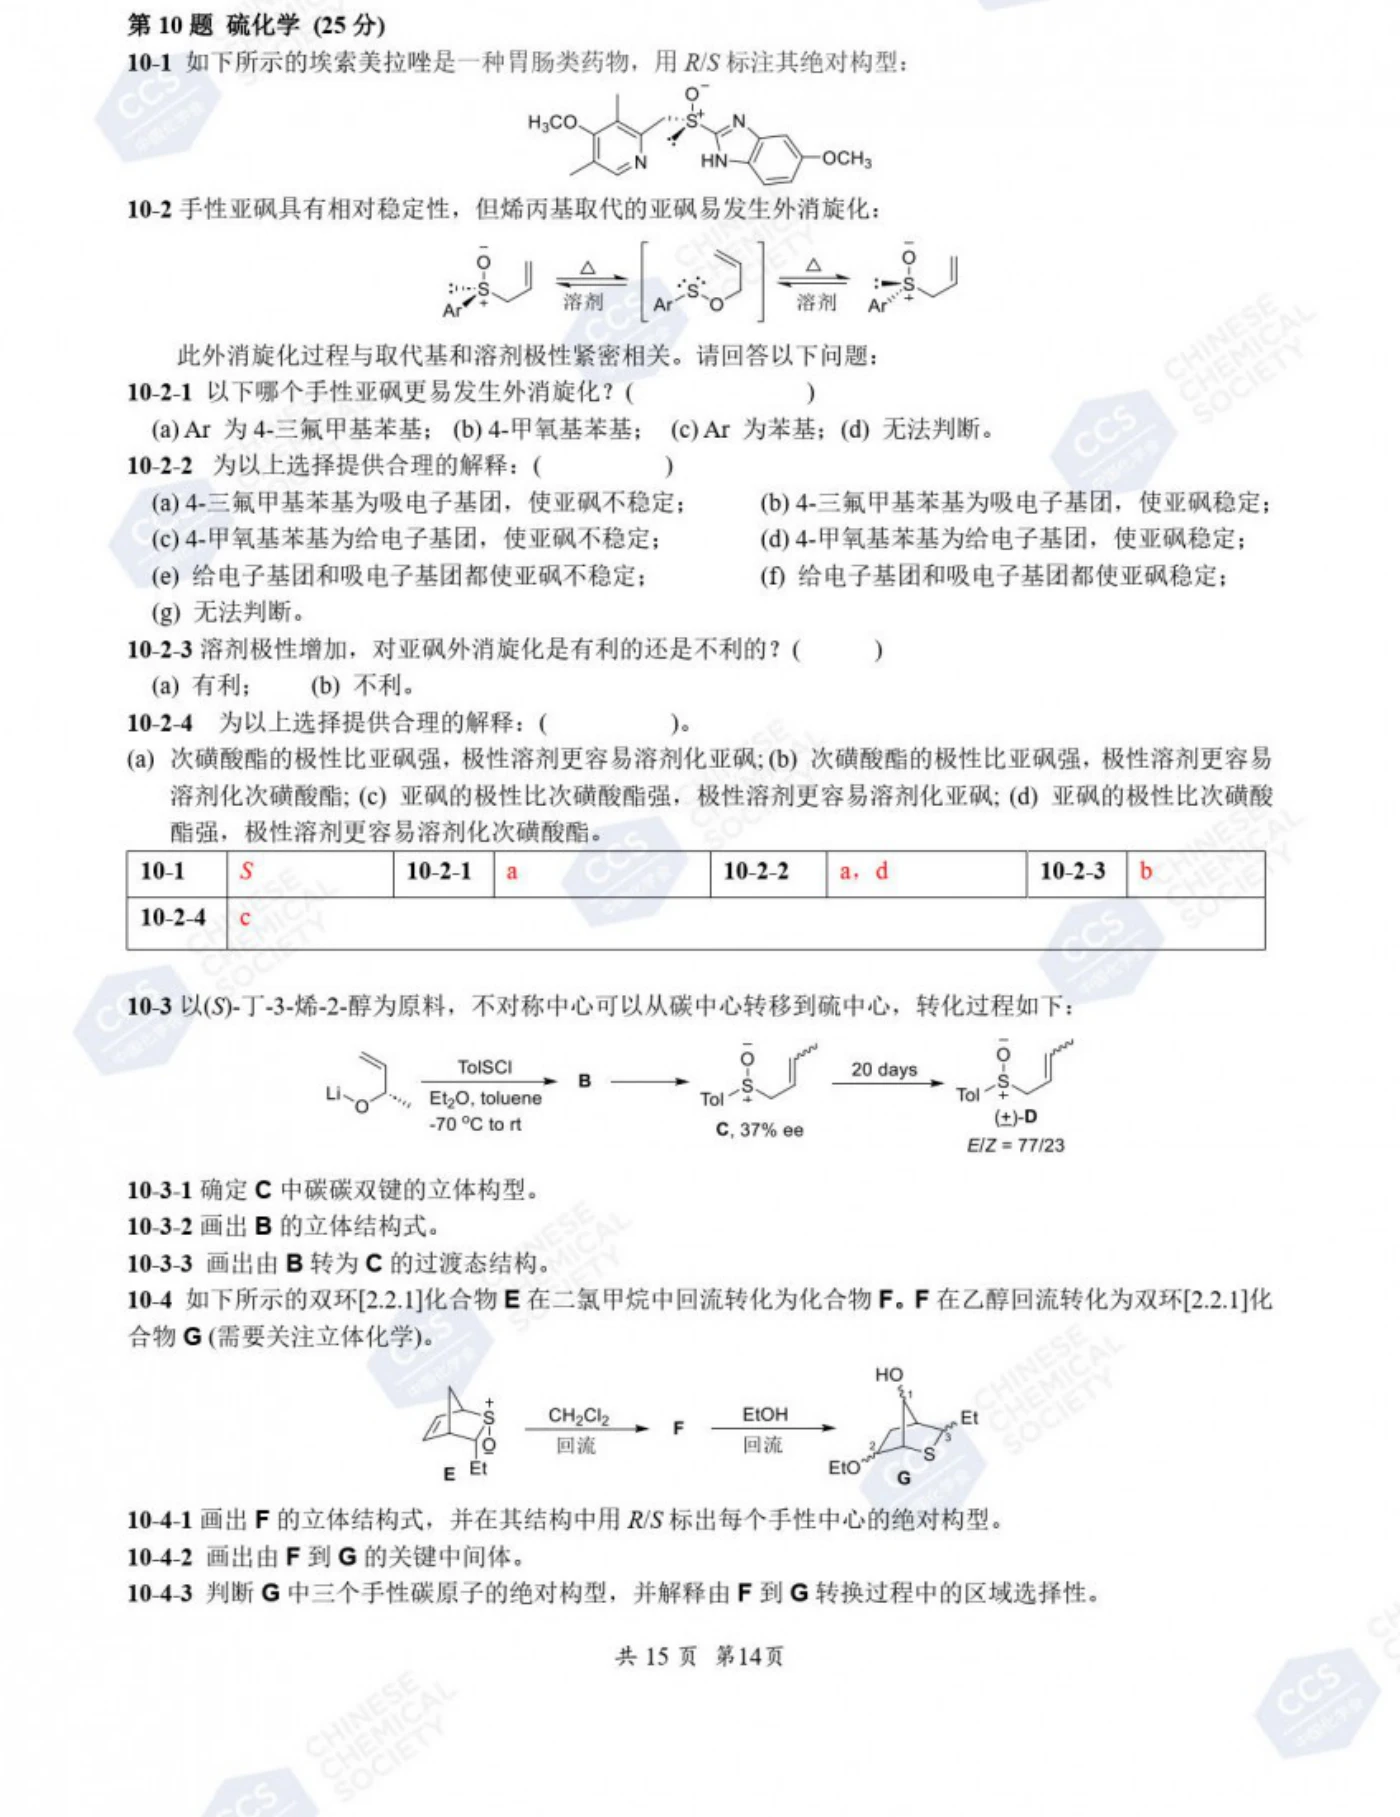 第 10 题 硫化学 (25 分)
10-1 如下所示的埃索美拉唑是一种胃肠类药物，用 R/S 标注其绝对构型：
H₃CO
O⁻
S⁺
N
N
HN
OCH₃
10-2 手性亚砜具有相对稳定性，但烯丙基取代的亚砜易发生外消旋化：
O⁻
S⁺
Ar
△
溶剂
Ar
S
O
△
溶剂
O⁻
S⁺
Ar
此外消旋化过程与取代基和溶剂极性紧密相关。请回答以下问题：
10-2-1 以下哪个手性亚砜更易发生外消旋化？( )
(a) Ar 为 4-三氟甲基苯基； (b) 4-甲氧基苯基； (c) Ar 为苯基；(d) 无法判断。
10-2-2 为以上选择提供合理的解释：( )
(a) 4-三氟甲基苯基为吸电子基团，使亚砜不稳定； (b) 4-三氟甲基苯基为吸电子基团，使亚砜稳定；
(c) 4-甲氧基苯基为给电子基团，使亚砜不稳定； (d) 4-甲氧基苯基为给电子基团，使亚砜稳定；
(e) 给电子基团和吸电子基团都使亚砜不稳定； (f) 给电子基团和吸电子基团都使亚砜稳定；
(g) 无法判断。
10-2-3 溶剂极性增加，对亚砜外消旋化是有利的还是不利的？( )
(a) 有利； (b) 不利。
10-2-4 为以上选择提供合理的解释：( )。
(a) 次磺酸酯的极性比亚砜强，极性溶剂更容易溶剂化亚砜; (b) 次磺酸酯的极性比亚砜强，极性溶剂更容易
溶剂化次磺酸酯; (c) 亚砜的极性比次磺酸酯强，极性溶剂更容易溶剂化亚砜; (d) 亚砜的极性比次磺酸
酯强，极性溶剂更容易溶剂化次磺酸酯。
10-1 S 10-2-1 a 10-2-2 a，d 10-2-3 b
10-2-4 c
10-3 以(S)-丁-3-烯-2-醇为原料，不对称中心可以从碳中心转移到硫中心，转化过程如下：
Li
O
TolSCl
Et₂O, toluene
-70 ⁰C to rt
B
O⁻
S⁺
Tol
C, 37% ee
20 days
O⁻
S⁺
Tol
(±)-D
E/Z = 77/23
10-3-1 确定 C 中碳碳双键的立体构型。
10-3-2 画出 B 的立体结构式。
10-3-3 画出由 B 转为 C 的过渡态结构。
10-4 如下所示的双环[2.2.1]化合物 E 在二氯甲烷中回流转化为化合物 F。F 在乙醇回流转化为双环[2.2.1]化
合物 G (需要关注立体化学)。
S⁺
O⁻
Et
E
CH₂Cl₂
回流
F
EtOH
回流
HO
1
Et
3
2
S
EtO
G
10-4-1 画出 F 的立体结构式，并在其结构中用 R/S 标出每个手性中心的绝对构型。
10-4-2 画出由 F 到 G 的关键中间体。
10-4-3 判断 G 中三个手性碳原子的绝对构型，并解释由 F 到 G 转换过程中的区域选择性。
共 15 页 第14页
CCS
CHINESE
CHEMICAL
SOCIETY